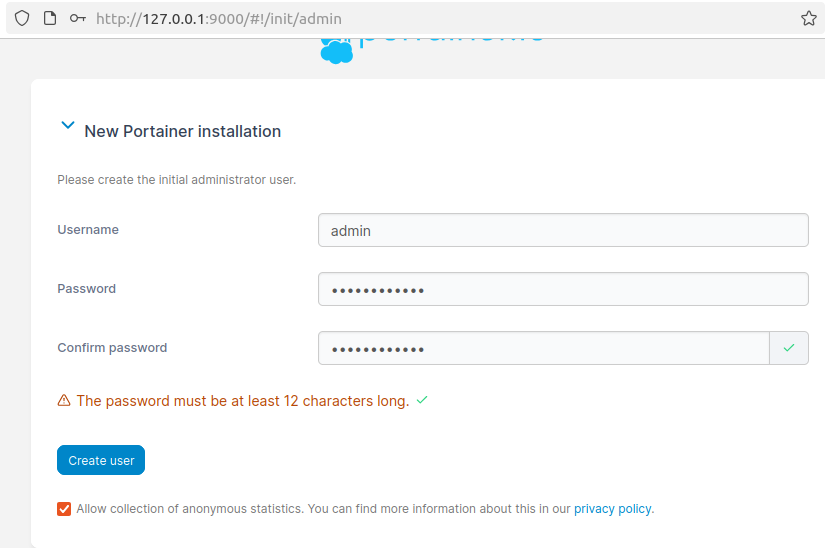 http://127.0.0.1:9000/#!/init/admin
New Portainer installation
Please create the initial administrator user.
Username
admin
Password
••••••••••••
Confirm password
••••••••••••
The password must be at least 12 characters long.
Create user
Allow collection of anonymous statistics. You can find more information about this in our privacy policy.